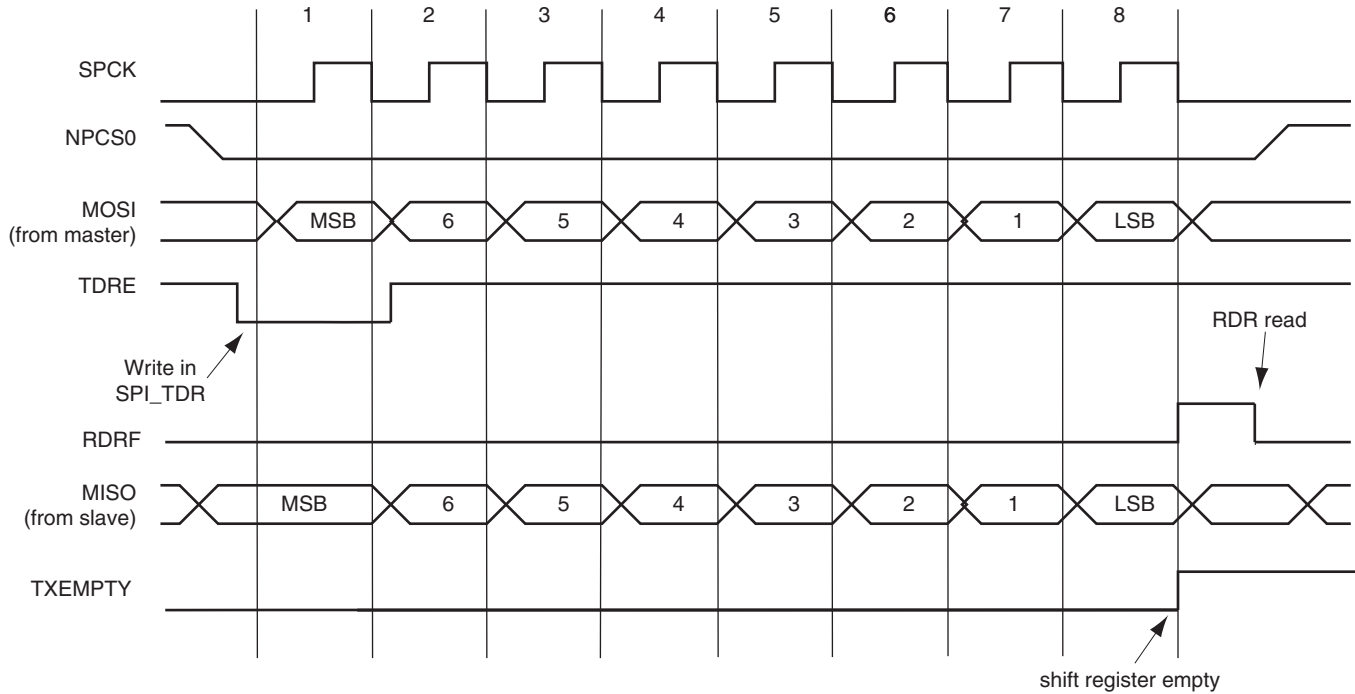 1 2 3 4 5 6 7 8
SPCK
NPCS0
MOSI
(from master)
MSB 6 5 4 3 2 1 LSB
TDRE
Write in
SPI_TDR
RDR read
RDRF
MISO
(from slave)
MSB 6 5 4 3 2 1 LSB
TXEMPTY
shift register empty